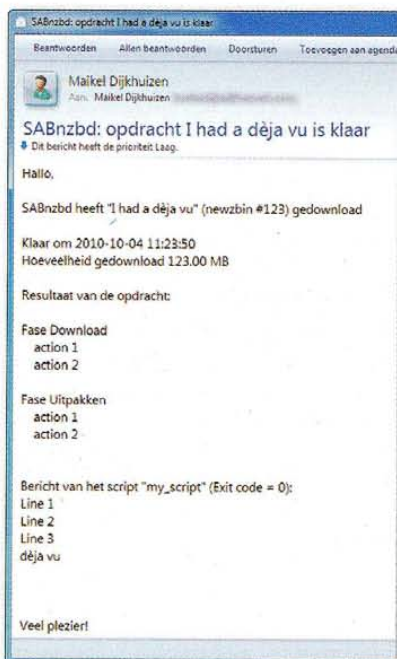 SABnzbd: opdracht I had a dèja vu is klaar
Beantwoorden Allen beantwoorden Doorsturen Toevoegen aan agenda
Maikel Dijkhuizen
Aan: Maikel Dijkhuizen
SABnzbd: opdracht I had a dèja vu is klaar
Dit bericht heeft de prioriteit Laag.
Hallo,
SABnzbd heeft "I had a dèja vu" (newzbin #123) gedownload
Klaar om 2010-10-04 11:23:50
Hoeveelheid gedownload 123.00 MB
Resultaat van de opdracht:
Fase Download
action 1
action 2
Fase Uitpakken
action 1
action 2
Bericht van het script "my_script" (Exit code = 0):
Line 1
Line 2
Line 3
dèja vu
Veel plezier!